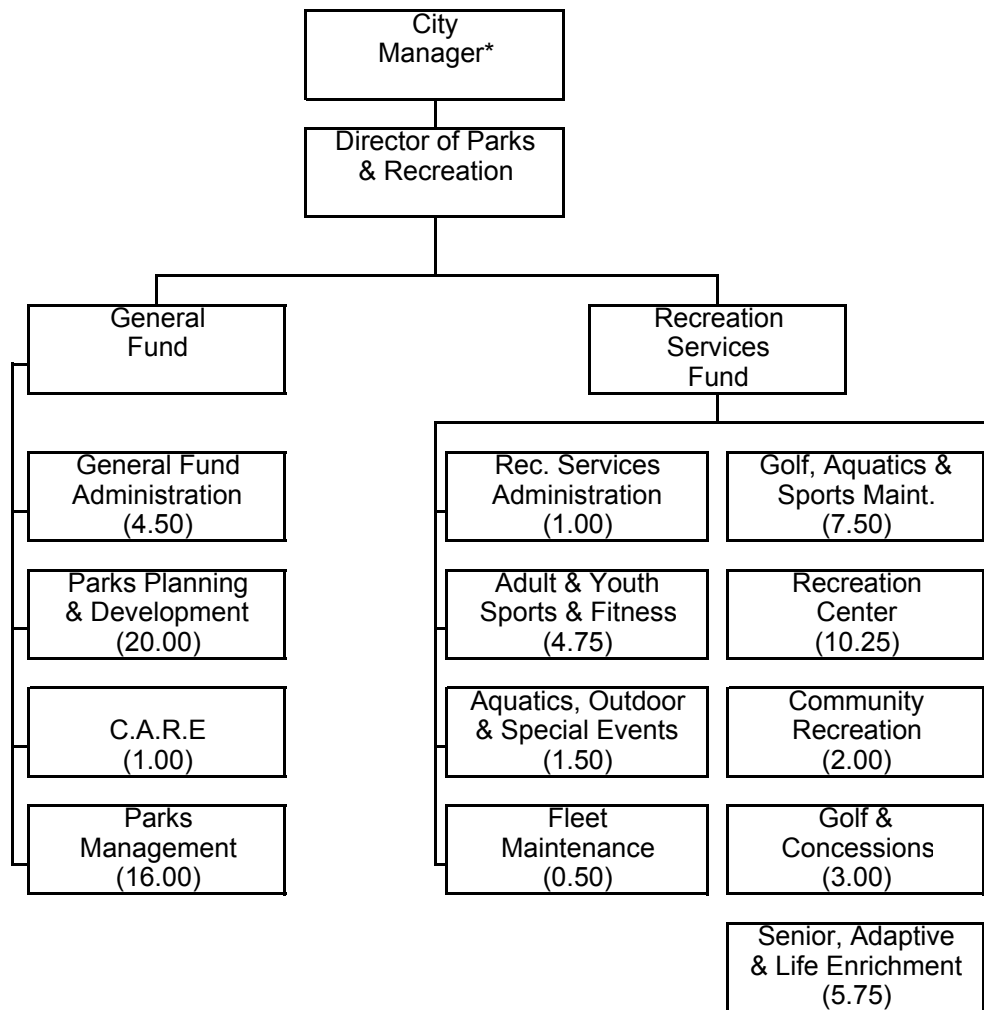 City
Manager*
Director of Parks
& Recreation
General
Fund
Recreation
Services
Fund
General Fund
Administration
(4.50)
Parks Planning
& Development
(20.00)
C.A.R.E
(1.00)
Parks
Management
(16.00)
Rec. Services
Administration
(1.00)
Adult & Youth
Sports & Fitness
(4.75)
Aquatics, Outdoor
& Special Events
(1.50)
Fleet
Maintenance
(0.50)
Golf, Aquatics &
Sports Maint.
(7.50)
Recreation
Center
(10.25)
Community
Recreation
(2.00)
Golf &
Concessions
(3.00)
Senior, Adaptive
& Life Enrichment
(5.75)